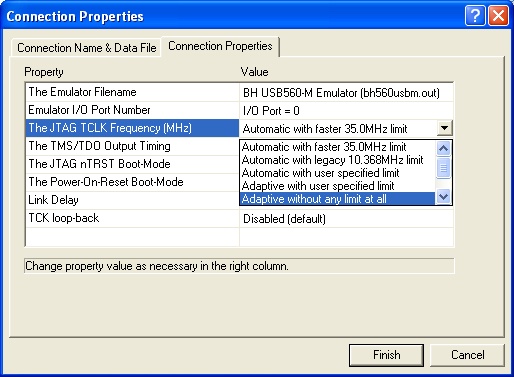 Connection Properties
Connection Name & Data File Connection Properties
Property Value
The Emulator Filename BH USB560-M Emulator (bh560usbm.out)
Emulator I/O Port Number I/O Port = 0
The JTAG TCLK Frequency (MHz) Automatic with faster 35.0MHz limit
The TMS/TDO Output Timing Automatic with faster 35.0MHz limit
Automatic with legacy 10.368MHz limit
The JTAG nTRST Boot-Mode Automatic with user specified limit
The Power-On-Reset Boot-Mode Adaptive with user specified limit
Link Delay Adaptive without any limit at all
TCK loop-back Disabled (default)
Change property value as necessary in the right column.
Finish Cancel